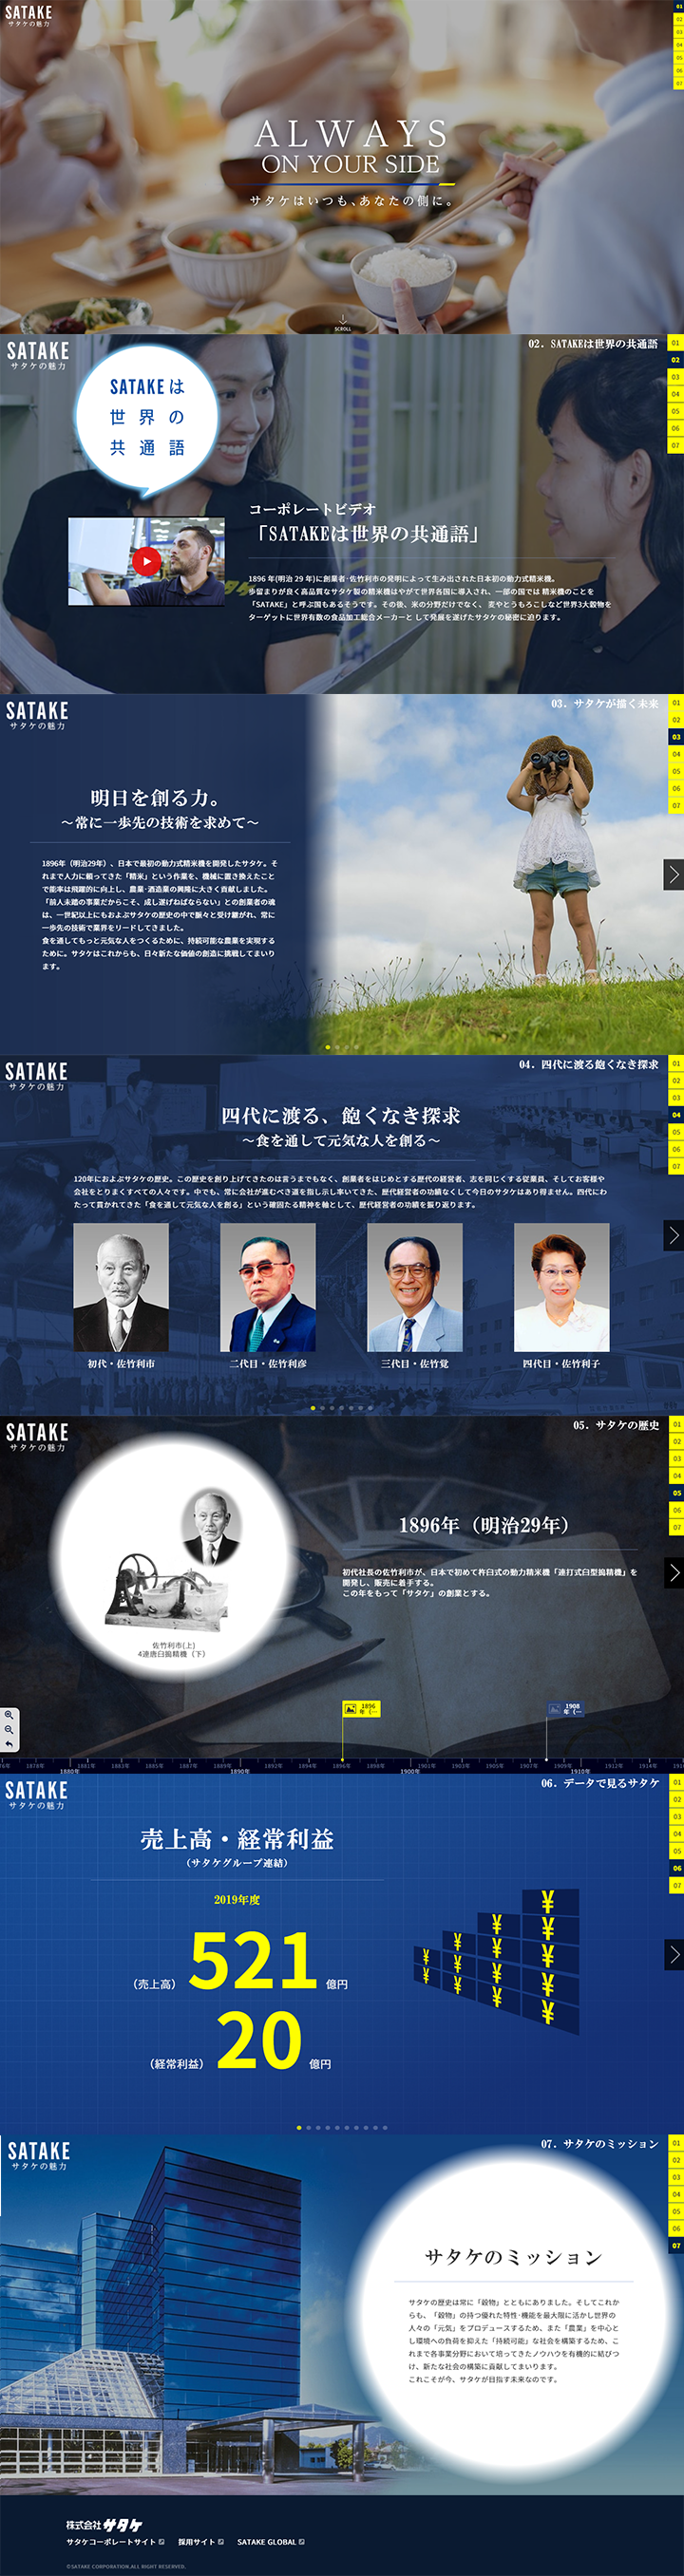 SATAKE
サタケの魅力
01
02
03
04
05
06
07
ALWAYS
ON YOUR SIDE
サタケはいつも、あなたの側に。
SCROLL
SATAKE
サタケの魅力
02. SATAKEは世界の共通語
01
02
03
04
05
06
07
SATAKEは
世界の
共通語
コーポレートビデオ
「SATAKEは世界の共通語」
1896 年(明治 29 年)に創業者·佐竹利市の発明によって生み出された日本初の動力式精米機。
歩留まりが良く高品質なサタケ製の精米機はやがて世界各国に導入され、一部の国では 精米機のことを
「SATAKE」と呼ぶ国もあるそうです。その後、米の分野だけでなく、 麦やとうもろこしなど世界3大穀物を
ターゲットに世界有数の食品加工総合メーカーと して発展を遂げたサタケの秘密に迫ります。
SATAKE
サタケの魅力
03. サタケが描く未来
01
02
03
04
05
06
07
明日を創る力。
～常に一歩先の技術を求めて～
1896年（明治29年）、日本で最初の動力式精米機を開発したサタケ。そ
れまで人力に頼ってきた「精米」という作業を、機械に置き換えたこと
で能率は飛躍的に向上し、農業·酒造業の興隆に大きく貢献しました。
「前人未踏の事業だからこそ、成し遂げねばならない」との創業者の魂
は、一世紀以上にもおよぶサタケの歴史の中で脈々と受け継がれ、常に
一歩先の技術で業界をリードしてきました。
食を通してもっと元気な人をつくるために、持続可能な農業を実現する
ために。サタケはこれからも、日々新たな価値の創造に挑戦してまいり
ます。
SATAKE
サタケの魅力
04. 四代に渡る飽くなき探求
01
02
03
04
05
06
07
四代に渡る、飽くなき探求
～食を通して元気な人を創る～
120年におよぶサタケの歴史。この歴史を創り上げてきたのは言うまでもなく、創業者をはじめとする歴代の経営者、志を同じくする従業員、そしてお客様や
会社をとりまくすべての人々です。中でも、常に会社が進むべき道を指し示し率いてきた、歴代経営者の功績なくして今日のサタケはあり得ません。四代にわ
たって貫かれてきた「食を通して元気な人を創る」という確固たる精神を軸として、歴代経営者の功績を振り返ります。
初代・佐竹利市
二代目・佐竹利彦
三代目・佐竹覚
四代目・佐竹利子
SATAKE
サタケの魅力
05. サタケの歴史
01
02
03
04
05
06
07
1896年（明治29年）
初代社長の佐竹利市が、日本で初めて杵臼式の動力精米機「連打式臼型搗精機」を
開発し、販売に着手する。
この年をもって「サタケ」の創業とする。
佐竹利市(上)
4連唐臼搗精機（下）
1896
年（…
1908
年（…
1878年
1881年
1883年
1885年
1887年
1889年
1892年
1894年
1896年
1898年
1901年
1903年
1905年
1907年
1909年
1912年
1914年
1880年
1890年
1900年
1910年
SATAKE
サタケの魅力
06. データで見るサタケ
01
02
03
04
05
06
07
売上高・経常利益
（サタケグループ連結）
2019年度
（売上高） 521 億円
（経常利益） 20 億円
¥ ¥ ¥ ¥ ¥ ¥ ¥ ¥ ¥ ¥ ¥ ¥ ¥ ¥
SATAKE
サタケの魅力
07. サタケのミッション
01
02
03
04
05
06
07
サタケのミッション
サタケの歴史は常に「穀物」とともにありました。そしてこれか
らも、「穀物」の持つ優れた特性·機能を最大限に活かし世界の
人々の「元気」をプロデュースするため、また「農業」を中心と
し環境への負荷を抑えた「持続可能」な社会を構築するため、こ
れまで各事業分野において培ってきたノウハウを有機的に結びつ
け、新たな社会の構築に貢献してまいります。
これこそが今、サタケが目指す未来なのです。
株式会社サタケ
サタケコーポレートサイト
採用サイト
SATAKE GLOBAL
©SATAKE CORPORATION,ALL RIGHT RESERVED.